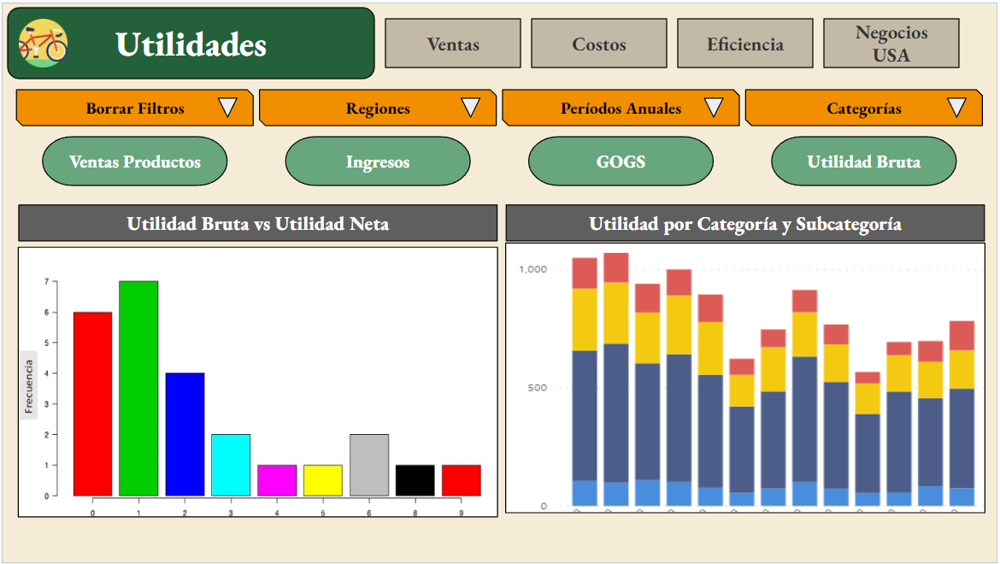 Utilidades
Ventas
Costos
Eficiencia
Negocios
USA
Borrar Filtros
Regiones
Períodos Anuales
Categorías
Ventas Productos
Ingresos
GOGS
Utilidad Bruta
Utilidad Bruta vs Utilidad Neta
Utilidad por Categoría y Subcategoría
Frecuencia
7
6
5
4
3
2
1
0
0 1 2 3 4 5 6 8 9
1,000
500
0